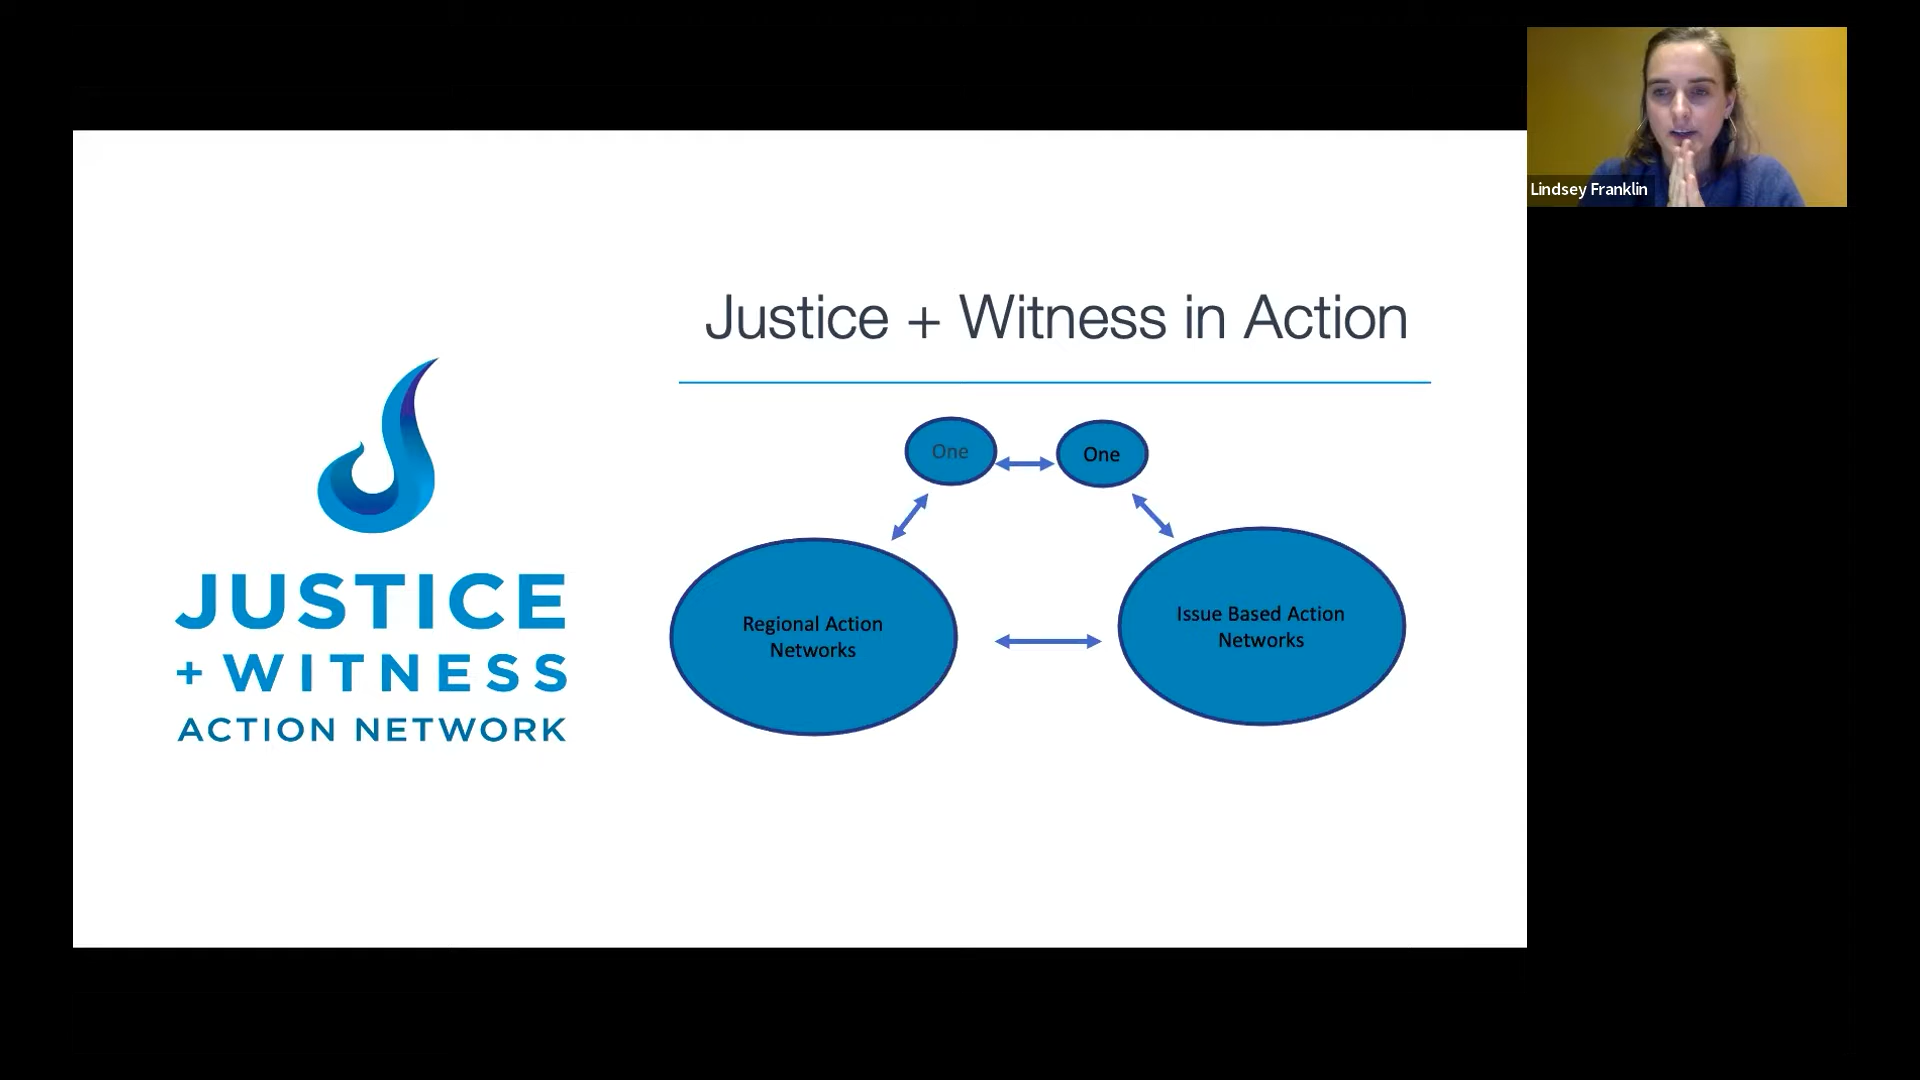 Lindsey Franklin
Justice + Witness in Action
JUSTICE
+ WITNESS
ACTION NETWORK
One
One
Regional Action
Networks
Issue Based Action
Networks